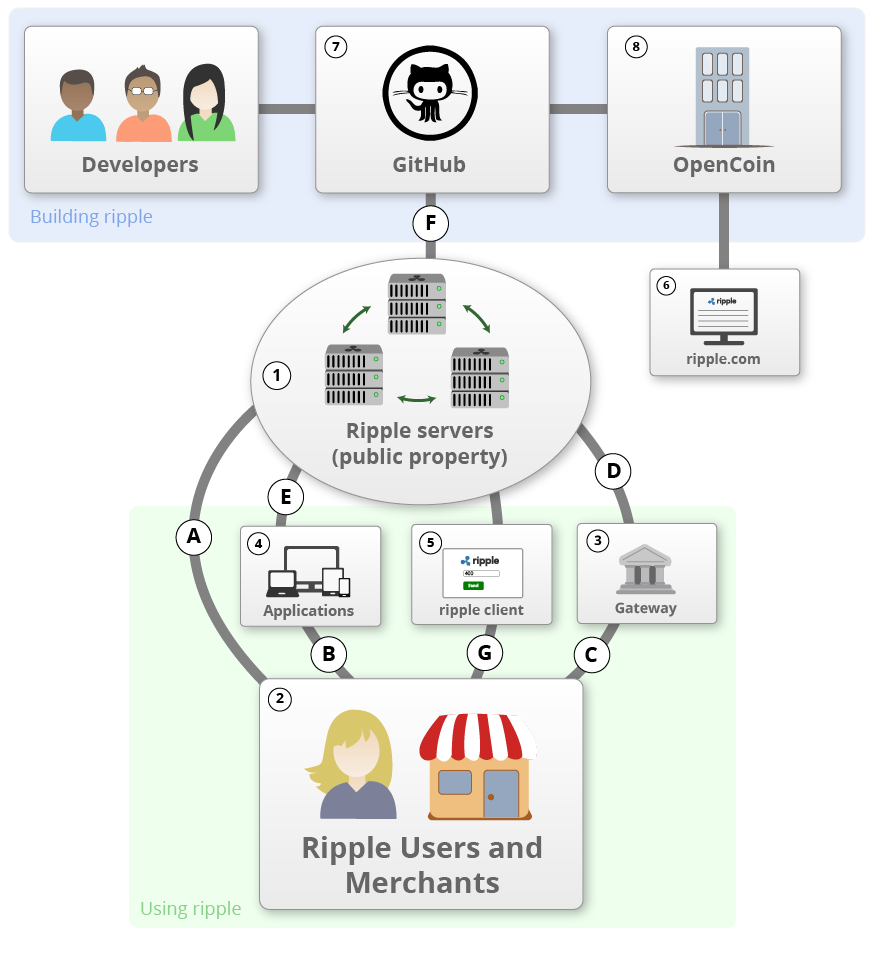 7
8
Developers
GitHub
OpenCoin
Building ripple
F
6
ripple
ripple.com
1
Ripple servers
(public property)
D
E
A
4
5
3
ripple
400
Send
Applications
ripple client
Gateway
B
G
C
2
Ripple Users and
Merchants
Using ripple